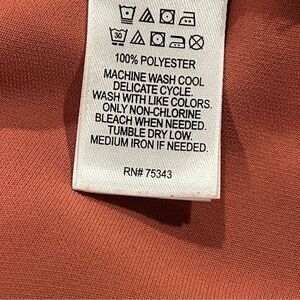 30
100% POLYESTER
MACHINE WASH COOL
DELICATE CYCLE.
WASH WITH LIKE COLORS.
ONLY NON-CHLORINE
BLEACH WHEN NEEDED.
TUMBLE DRY LOW.
MEDIUM IRON IF NEEDED.
RN# 75343